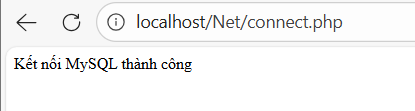 localhost/Net/connect.php
Kết nối MySQL thành công